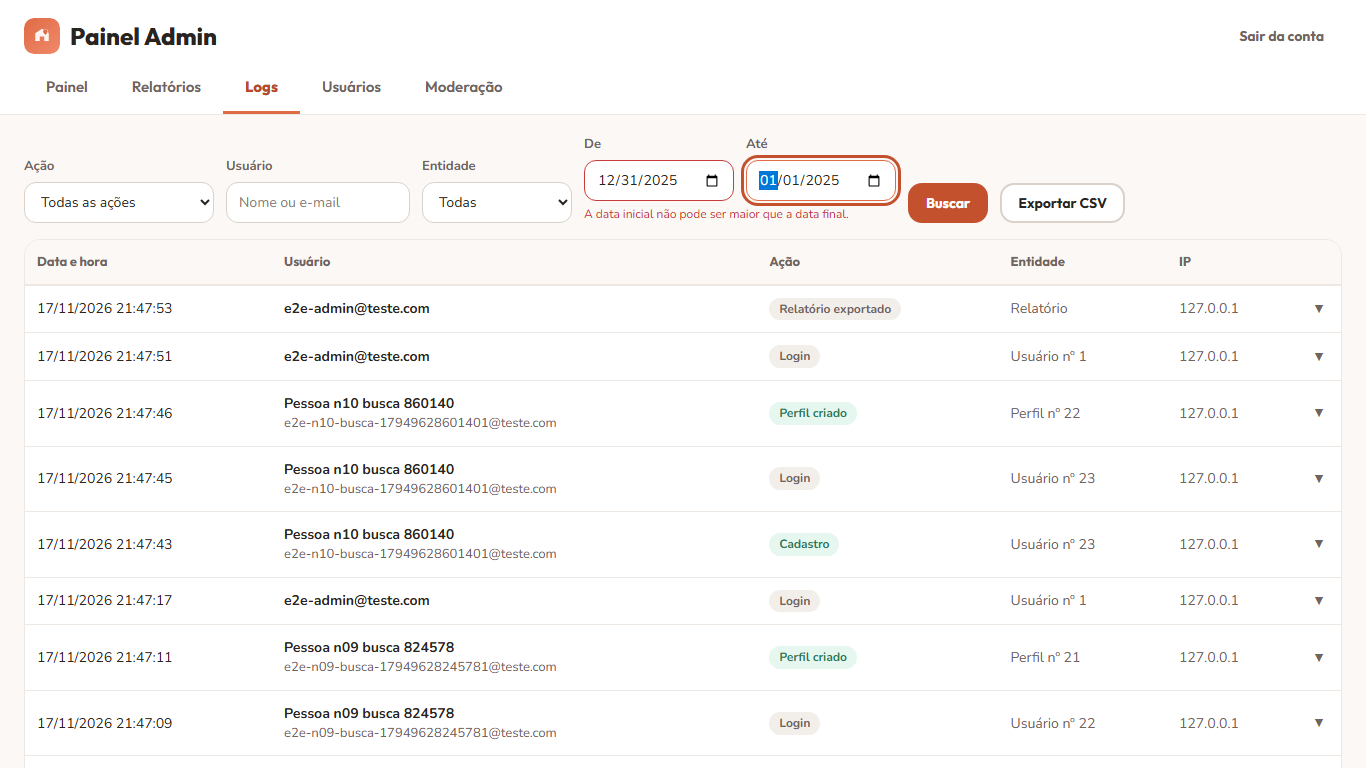 Painel Admin
Sair da conta
Painel Relatórios Logs Usuários Moderação
Ação Usuário Entidade De Até
Todas as ações Nome ou e-mail Todas 12/31/2025 01/01/2025 Buscar Exportar CSV
A data inicial não pode ser maior que a data final.
Data e hora Usuário Ação Entidade IP
17/11/2026 21:47:53 e2e-admin@teste.com Relatório exportado Relatório 127.0.0.1 ▼
17/11/2026 21:47:51 e2e-admin@teste.com Login Usuário nº 1 127.0.0.1 ▼
17/11/2026 21:47:46 Pessoa n10 busca 860140 Perfil criado Perfil nº 22 127.0.0.1 ▼
e2e-n10-busca-17949628601401@teste.com
17/11/2026 21:47:45 Pessoa n10 busca 860140 Login Usuário nº 23 127.0.0.1 ▼
e2e-n10-busca-17949628601401@teste.com
17/11/2026 21:47:43 Pessoa n10 busca 860140 Cadastro Usuário nº 23 127.0.0.1 ▼
e2e-n10-busca-17949628601401@teste.com
17/11/2026 21:47:17 e2e-admin@teste.com Login Usuário nº 1 127.0.0.1 ▼
17/11/2026 21:47:11 Pessoa n09 busca 824578 Perfil criado Perfil nº 21 127.0.0.1 ▼
e2e-n09-busca-17949628245781@teste.com
17/11/2026 21:47:09 Pessoa n09 busca 824578 Login Usuário nº 22 127.0.0.1 ▼
e2e-n09-busca-17949628245781@teste.com